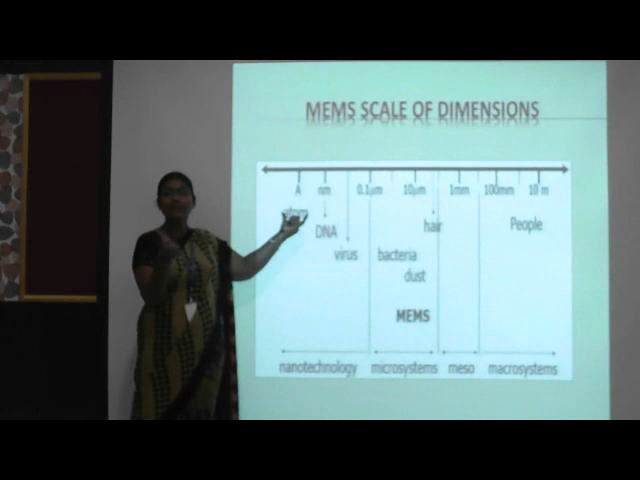 MEMS SCALE OF DIMENSIONS
A nm 0.1µm 10µm 1mm 100mm 10 m
DNA hair People
virus bacteria
dust
MEMS
nanotechnology microsystems meso macrosystems